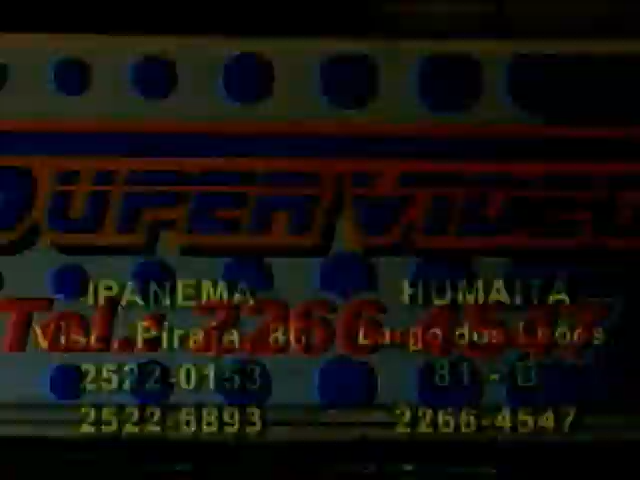 SUPER VIDEO
IPANEMA
HUMAITÁ
Tel.: 2266-4547
Visc. Pirajá, 86
Largo dos Leões
2522-0153
81 - D
2522-6893
2266-4547